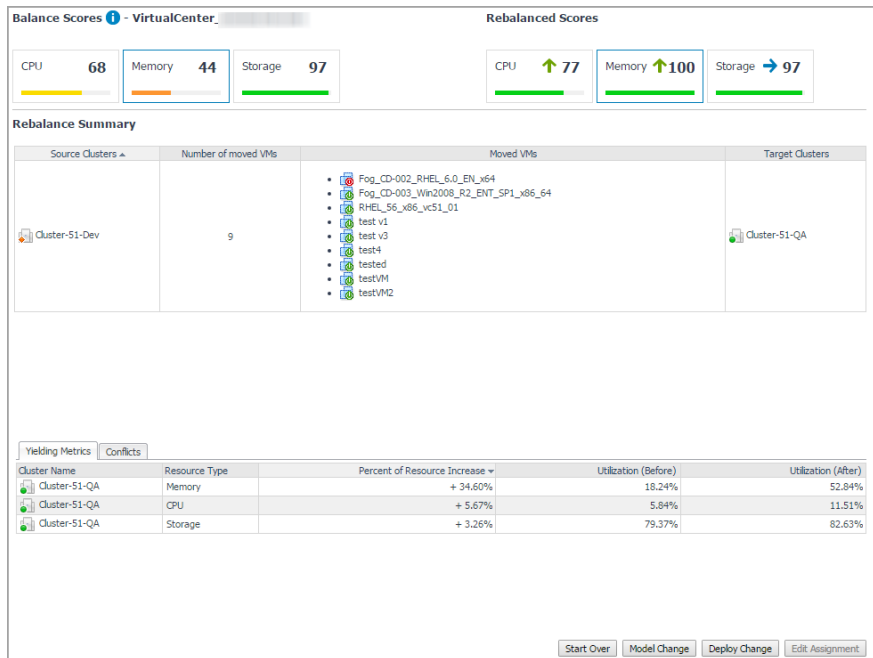 Balance Scores i - VirtualCenter_
Rebalanced Scores
CPU 68
Memory 44
Storage 97
CPU 77
Memory 100
Storage 97
Rebalance Summary
Source Clusters Number of moved VMs Moved VMs Target Clusters
Cluster-51-Dev
9
Fog_CD-002_RHEL_6.0_EN_x64
Fog_CD-003_Win2008_R2_ENT_SP1_x86_64
RHEL_56_x86_vc51_01
test v1
test v3
test4
tested
testVM
testVM2
Cluster-51-QA
Yielding Metrics Conflicts
Cluster Name Resource Type Percent of Resource Increase Utilization (Before) Utilization (After)
Cluster-51-QA Memory + 34.60% 18.24% 52.84%
Cluster-51-QA CPU + 5.67% 5.84% 11.51%
Cluster-51-QA Storage + 3.26% 79.37% 82.63%
Start Over Model Change Deploy Change Edit Assignment